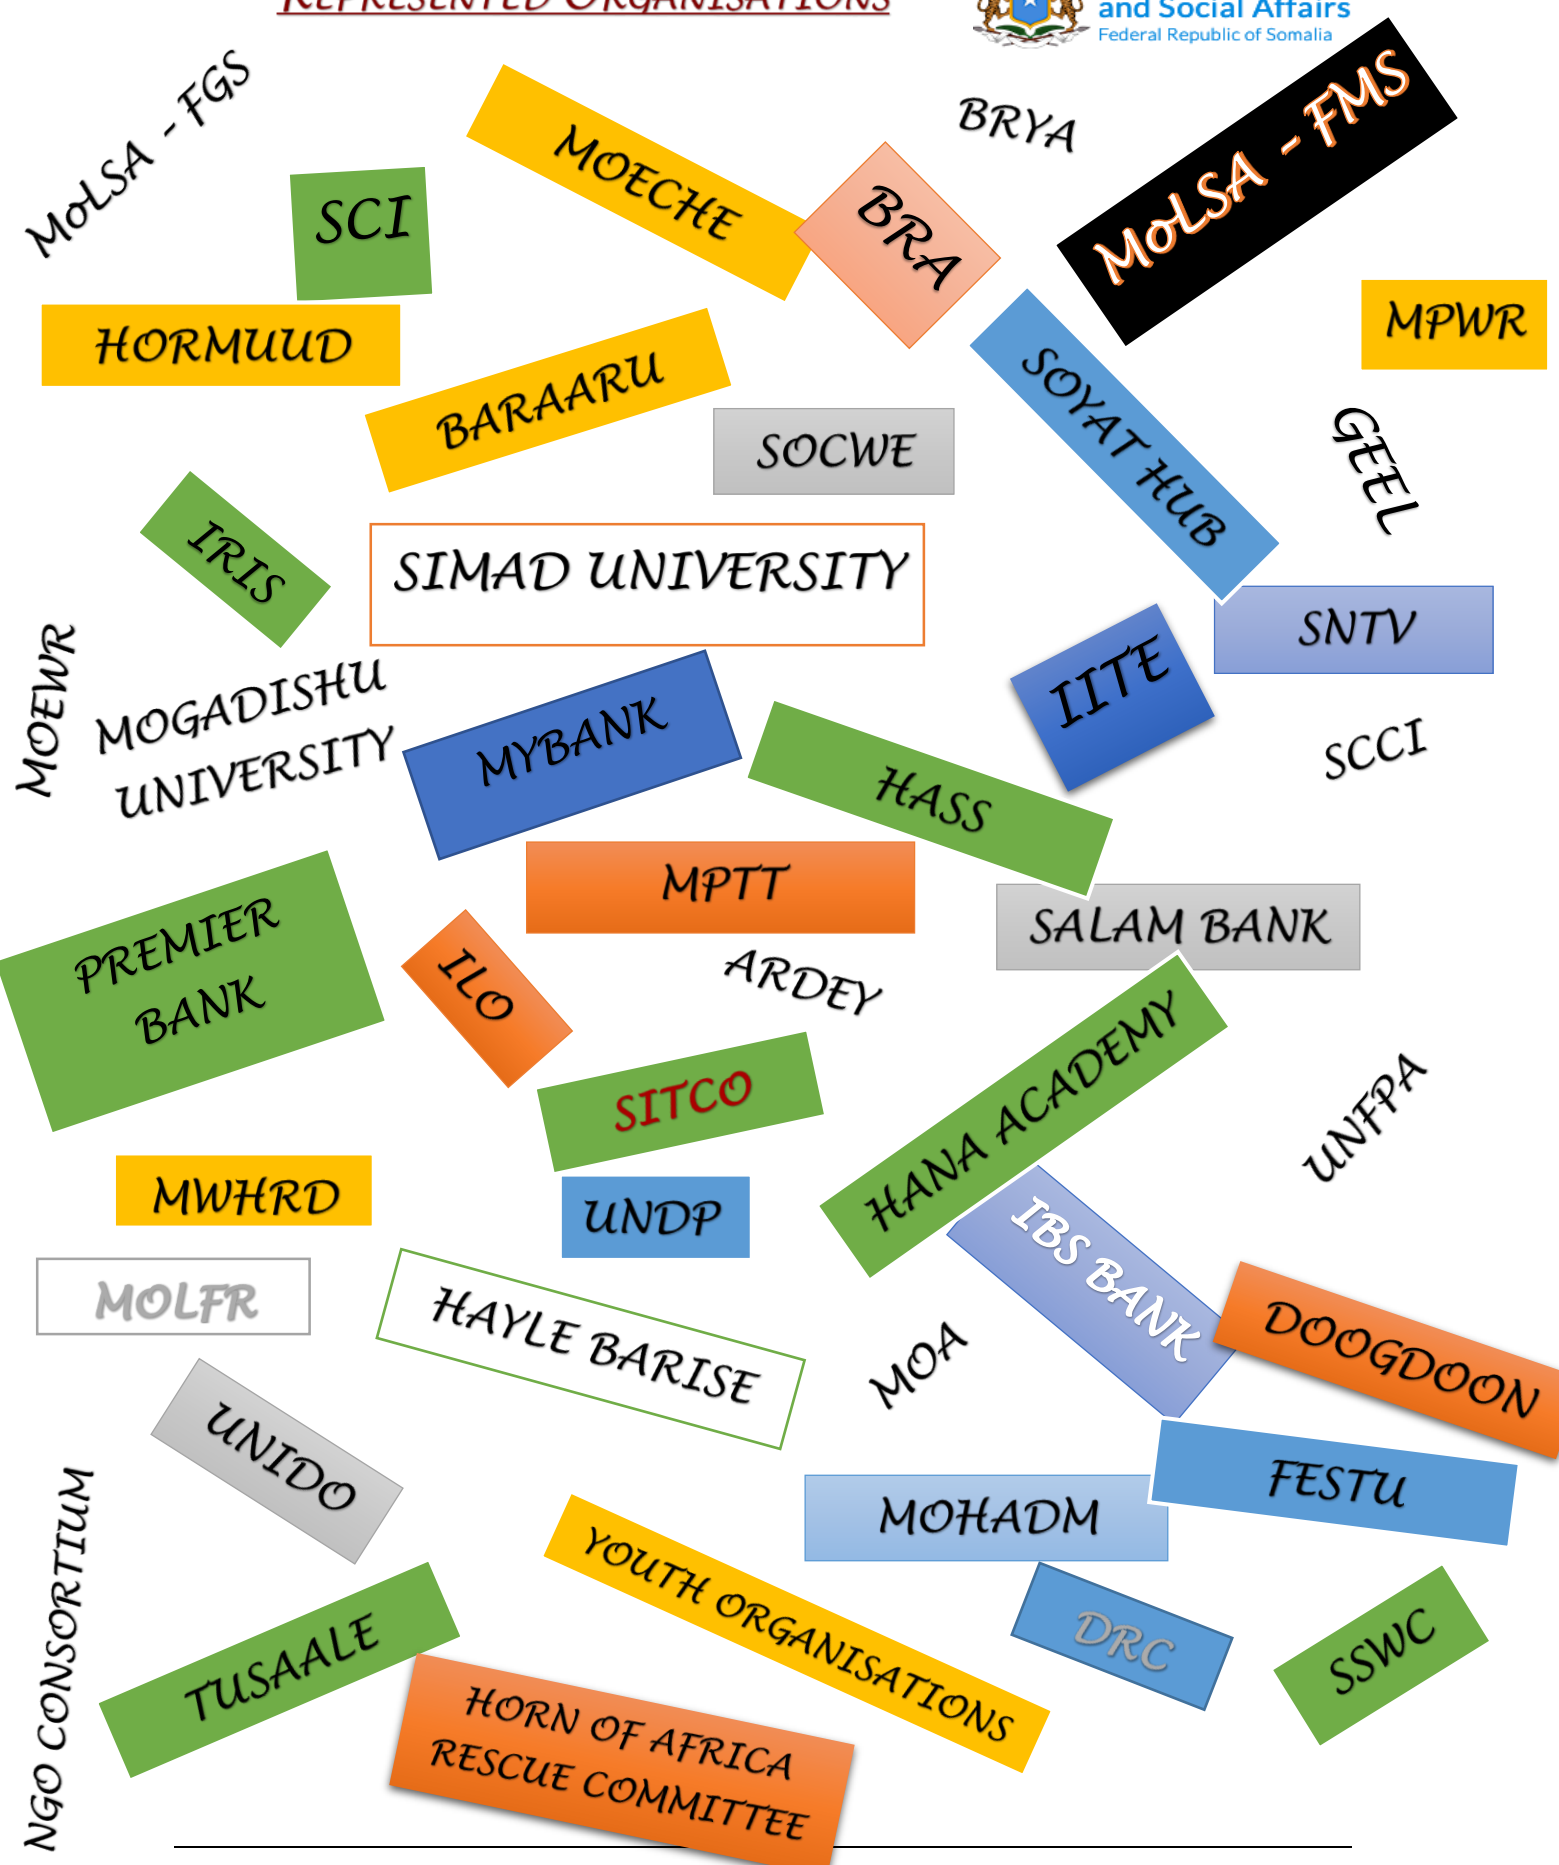 REPRESENTED ORGANISATIONS
and Social Affairs
Federal Republic of Somalia
MoLSA - FGS
SCI
MOECHE
BRA
BRYA
MoLSA - FMS
HORMUUD
BARAARU
SOCWE
SOYAT HUB
MPWR
GEEL
IRIS
SIMAD UNIVERSITY
SNTV
IITE
MOEWR
MOGADISHU
UNIVERSITY
MYBANK
HASS
SCCI
MPTT
SALAM BANK
PREMIER
BANK
ILO
ARDEY
SITCO
HANA ACADEMY
UNFPA
MWHRD
UNDP
IBS BANK
MOLFR
HAYLE BARISE
MOA
DOOGDOON
UNIDO
FESTU
MOHADM
NGO CONSORTIUM
YOUTH ORGANISATIONS
DRC
SSWC
TUSAALE
HORN OF AFRICA
RESCUE COMMITTEE